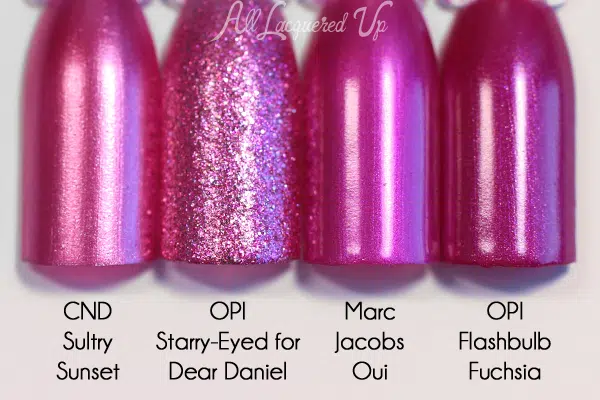 All Lacquered Up
CND
Sultry
Sunset
OPI
Starry-Eyed for
Dear Daniel
Marc
Jacobs
Oui
OPI
Flashbulb
Fuchsia